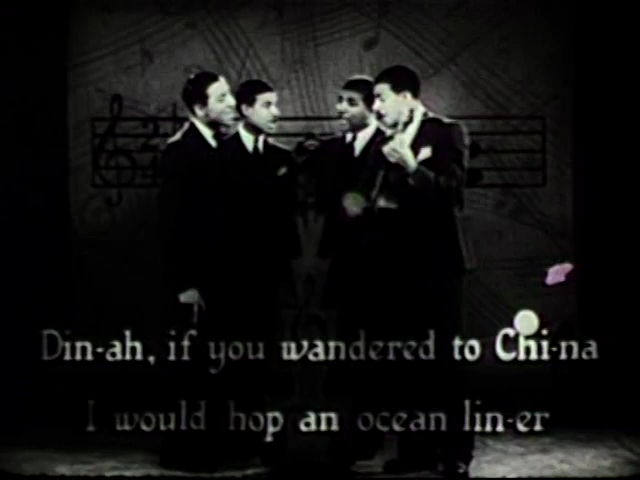 Din-ah, if you wandered to Chi-na
I would hop an ocean lin-er